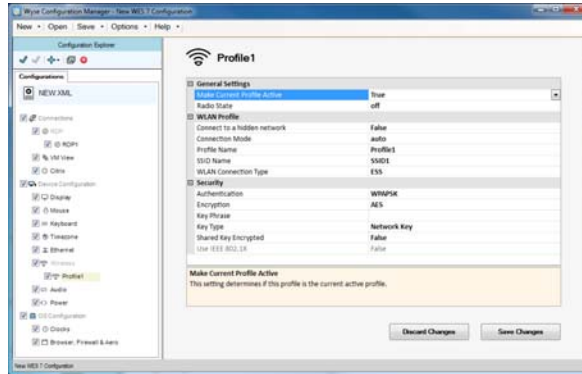 Wyse Configuration Manager - New WES 7 Configuration
New Open Save Options Help
Configuration Explorer
Configurations
NEW.XML
Connections
RDP
RDP1
VM View
Citrix
Device Configuration
Display
Mouse
Keyboard
Timezone
Ethernet
Wireless
Profile1
Audio
Power
OS Configuration
Clocks
Browser, Firewall & Aero
Profile1
General Settings
Make Current Profile Active True
Radio State off
WLAN Profile
Connect to a hidden network False
Connection Mode auto
Profile Name Profile1
SSID Name SSID1
WLAN Connection Type ESS
Security
Authentication WPAPSK
Encryption AES
Key Phrase
Key Type Network Key
Shared Key Encrypted False
Use IEEE 802.1X False
Make Current Profile Active
This setting determines if this profile is the current active profile.
Discard Changes Save Changes
New WES 7 Configuration